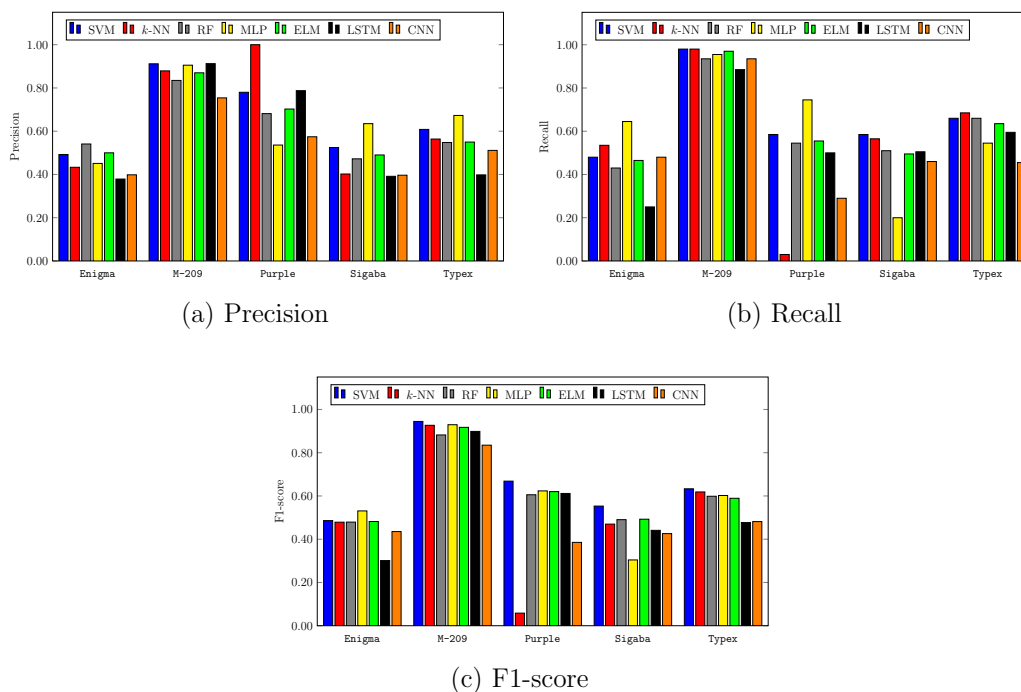 SVM k-NN RF MLP ELM LSTM CNN
1.00
0.80
0.60
0.40
0.20
0.00
Precision
Enigma M-209 Purple Sigaba Typex
(a) Precision
SVM k-NN RF MLP ELM LSTM CNN
1.00
0.80
0.60
0.40
0.20
0.00
Recall
Enigma M-209 Purple Sigaba Typex
(b) Recall
SVM k-NN RF MLP ELM LSTM CNN
1.00
0.80
0.60
0.40
0.20
0.00
F1-score
Enigma M-209 Purple Sigaba Typex
(c) F1-score